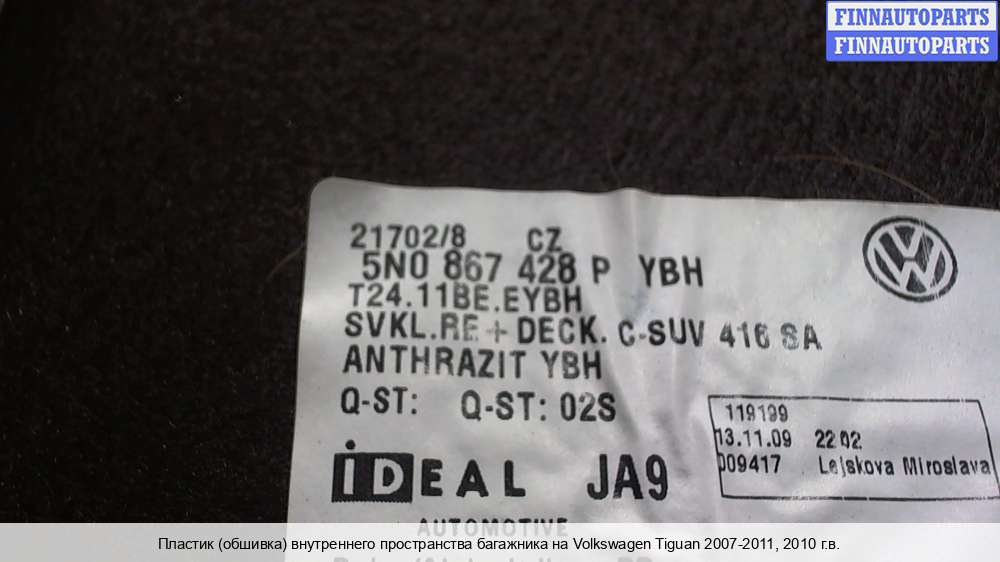 FINNAUTOPARTS
FINNAUTOPARTS
21702/8 CZ
5N0 867 428 P YBH
T24.11BE.EYBH
SVKL.RE + DECK. C-SUV 416 SA
ANTHRAZIT YBH
Q-ST: Q-ST: 02S
119199
13.11.09 22:02
009417 Lejskova Miroslava
iDEAL JA9
AUTOMOTIVE
Пластик (обшивка) внутреннего пространства багажника на Volkswagen Tiguan 2007-2011, 2010 г.в.